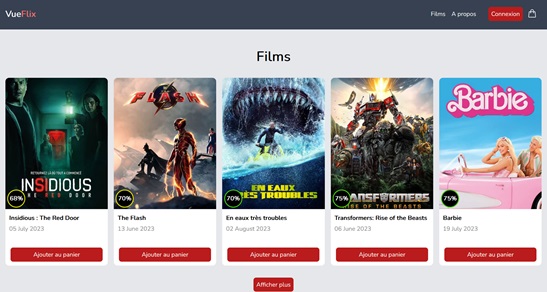 VueFlix
Films A propos Connexion
Films
RETOURNEZ LÀ OÙ TOUT A COMMENCÉ
INSIDIOUS
THE RED DOOR
68%
FLASH
70%
EN EAUX
TRÈS TROUBLES
70%
TRANSFORMERS
RISE OF THE BEASTS
75%
Barbie
75%
Insidious : The Red Door
05 July 2023
Ajouter au panier
The Flash
13 June 2023
Ajouter au panier
En eaux très troubles
02 August 2023
Ajouter au panier
Transformers: Rise of the Beasts
06 June 2023
Ajouter au panier
Barbie
19 July 2023
Ajouter au panier
Afficher plus